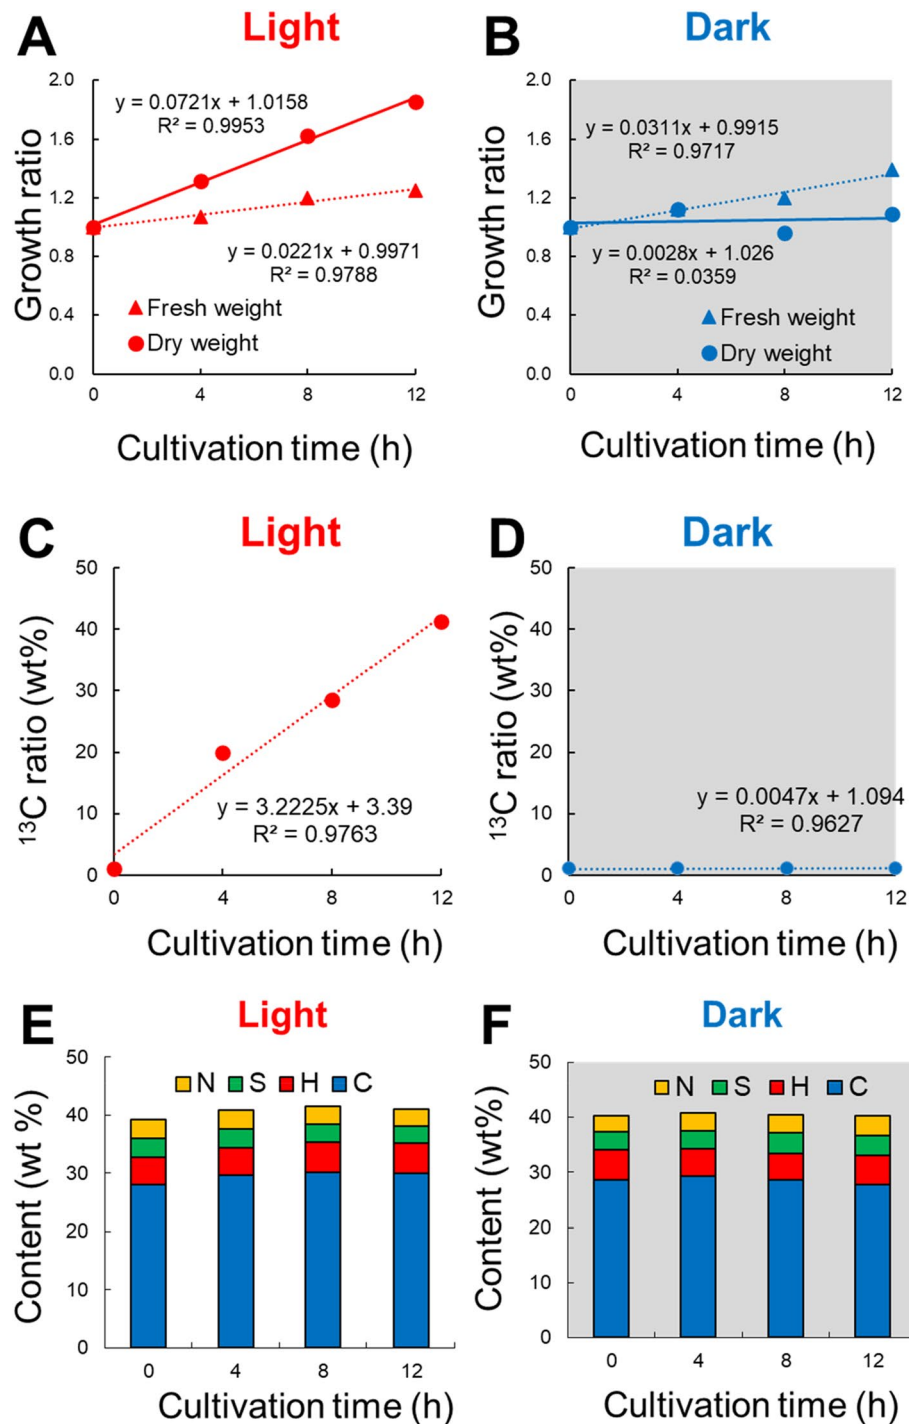 A
Light
Growth ratio
2.0
1.6
1.2
0.8
0.4
0.0
y = 0.0721x + 1.0158
R² = 0.9953
y = 0.0221x + 0.9971
R² = 0.9788
Fresh weight
Dry weight
0 4 8 12
Cultivation time (h)
B
Dark
Growth ratio
2.0
1.6
1.2
0.8
0.4
0.0
y = 0.0311x + 0.9915
R² = 0.9717
y = 0.0028x + 1.026
R² = 0.0359
Fresh weight
Dry weight
0 4 8 12
Cultivation time (h)
C
Light
¹³C ratio (wt%)
50
40
30
20
10
0
y = 3.2225x + 3.39
R² = 0.9763
0 4 8 12
Cultivation time (h)
D
Dark
¹³C ratio (wt%)
50
40
30
20
10
0
y = 0.0047x + 1.094
R² = 0.9627
0 4 8 12
Cultivation time (h)
E
Light
Content (wt %)
50
40
30
20
10
0
N S H C
0 4 8 12
Cultivation time (h)
F
Dark
Content (wt %)
50
40
30
20
10
0
N S H C
0 4 8 12
Cultivation time (h)